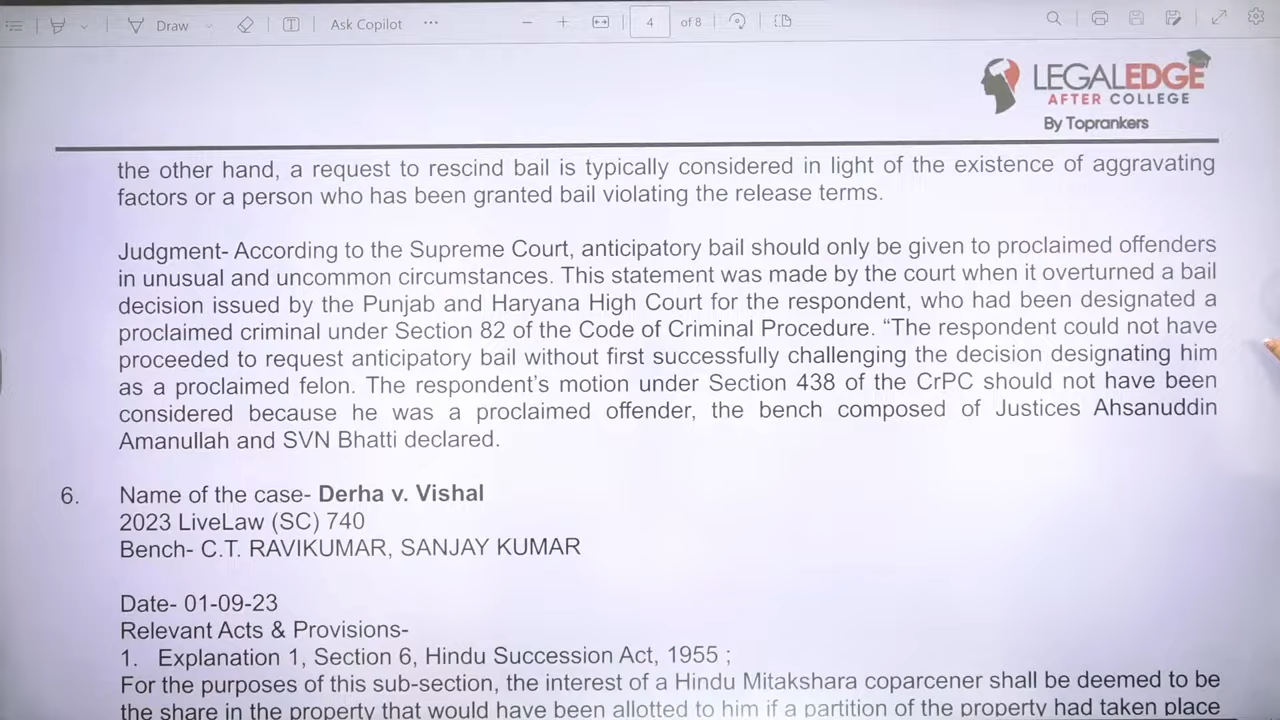 Draw
Ask Copilot
4 of 8
LEGALEDGE
AFTER COLLEGE
By Toprankers
the other hand, a request to rescind bail is typically considered in light of the existence of aggravating
factors or a person who has been granted bail violating the release terms.
Judgment- According to the Supreme Court, anticipatory bail should only be given to proclaimed offenders
in unusual and uncommon circumstances. This statement was made by the court when it overturned a bail
decision issued by the Punjab and Haryana High Court for the respondent, who had been designated a
proclaimed criminal under Section 82 of the Code of Criminal Procedure. “The respondent could not have
proceeded to request anticipatory bail without first successfully challenging the decision designating him
as a proclaimed felon. The respondent’s motion under Section 438 of the CrPC should not have been
considered because he was a proclaimed offender, the bench composed of Justices Ahsanuddin
Amanullah and SVN Bhatti declared.
6. Name of the case- Derha v. Vishal
2023 LiveLaw (SC) 740
Bench- C.T. RAVIKUMAR, SANJAY KUMAR
Date- 01-09-23
Relevant Acts & Provisions-
1. Explanation 1, Section 6, Hindu Succession Act, 1955 ;
For the purposes of this sub-section, the interest of a Hindu Mitakshara coparcener shall be deemed to be
the share in the property that would have been allotted to him if a partition of the property had taken place